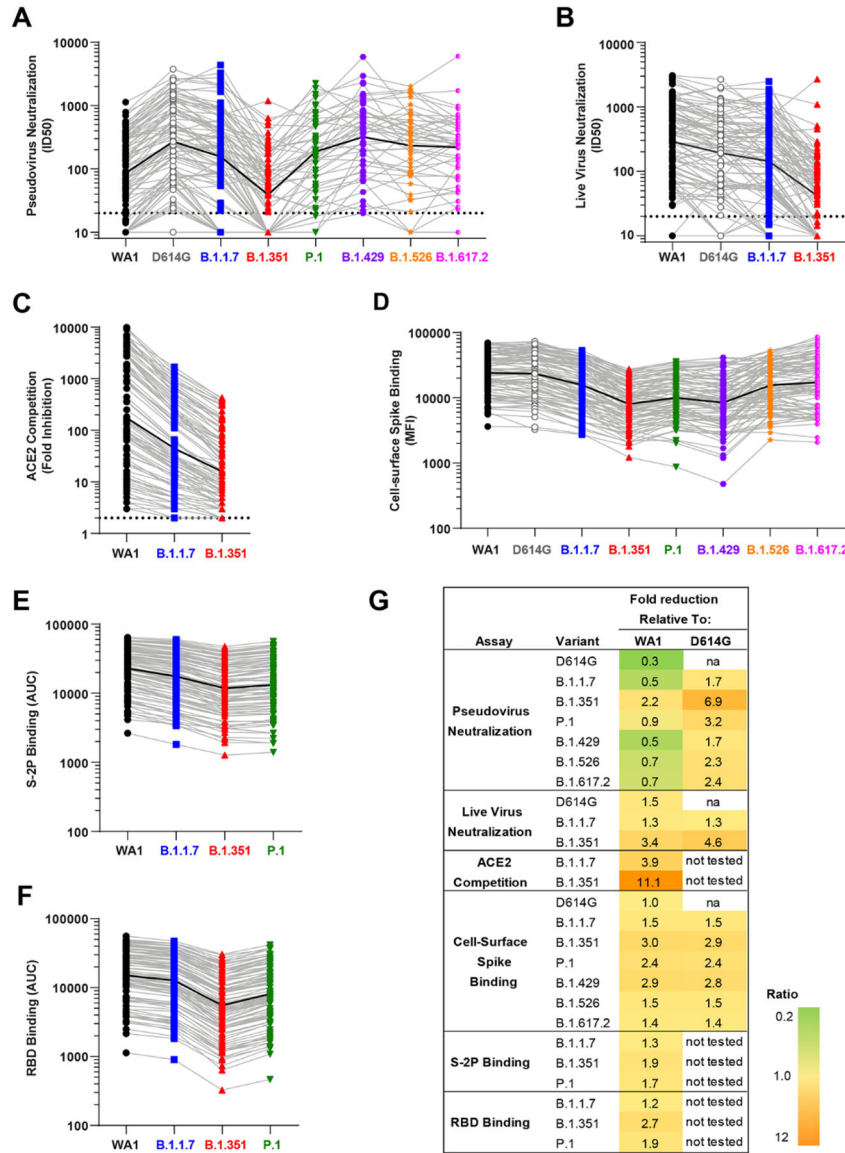 A
Pseudovirus Neutralization
(ID50)
10000
1000
100
10
WA1 D614G B.1.1.7 B.1.351 P.1 B.1.429 B.1.526 B.1.617.2
B
Live Virus Neutralization
(ID50)
10000
1000
100
10
WA1 D614G B.1.1.7 B.1.351
C
ACE2 Competition
(Fold Inhibition)
10000
1000
100
10
1
WA1 B.1.1.7 B.1.351
D
Cell-surface Spike Binding
(MFI)
100000
10000
1000
100
WA1 D614G B.1.1.7 B.1.351 P.1 B.1.429 B.1.526 B.1.617.2
E
S-2P Binding (AUC)
100000
10000
1000
100
WA1 B.1.1.7 B.1.351 P.1
F
RBD Binding (AUC)
100000
10000
1000
100
WA1 B.1.1.7 B.1.351 P.1
G
Fold reduction
Relative To:
Assay Variant WA1 D614G
Pseudovirus
Neutralization
D614G 0.3 na
B.1.1.7 0.5 1.7
B.1.351 2.2 6.9
P.1 0.9 3.2
B.1.429 0.5 1.7
B.1.526 0.7 2.3
B.1.617.2 0.7 2.4
Live Virus
Neutralization
D614G 1.5 na
B.1.1.7 1.3 1.3
B.1.351 3.4 4.6
ACE2
Competition
B.1.1.7 3.9 not tested
B.1.351 11.1 not tested
Cell-Surface
Spike
Binding
D614G 1.0 na
B.1.1.7 1.5 1.5
B.1.351 3.0 2.9
P.1 2.4 2.4
B.1.429 2.9 2.8
B.1.526 1.5 1.5
B.1.617.2 1.4 1.4
S-2P Binding
B.1.1.7 1.3 not tested
B.1.351 1.9 not tested
P.1 1.7 not tested
RBD Binding
B.1.1.7 1.2 not tested
B.1.351 2.7 not tested
P.1 1.9 not tested
Ratio
0.2
1.0
12